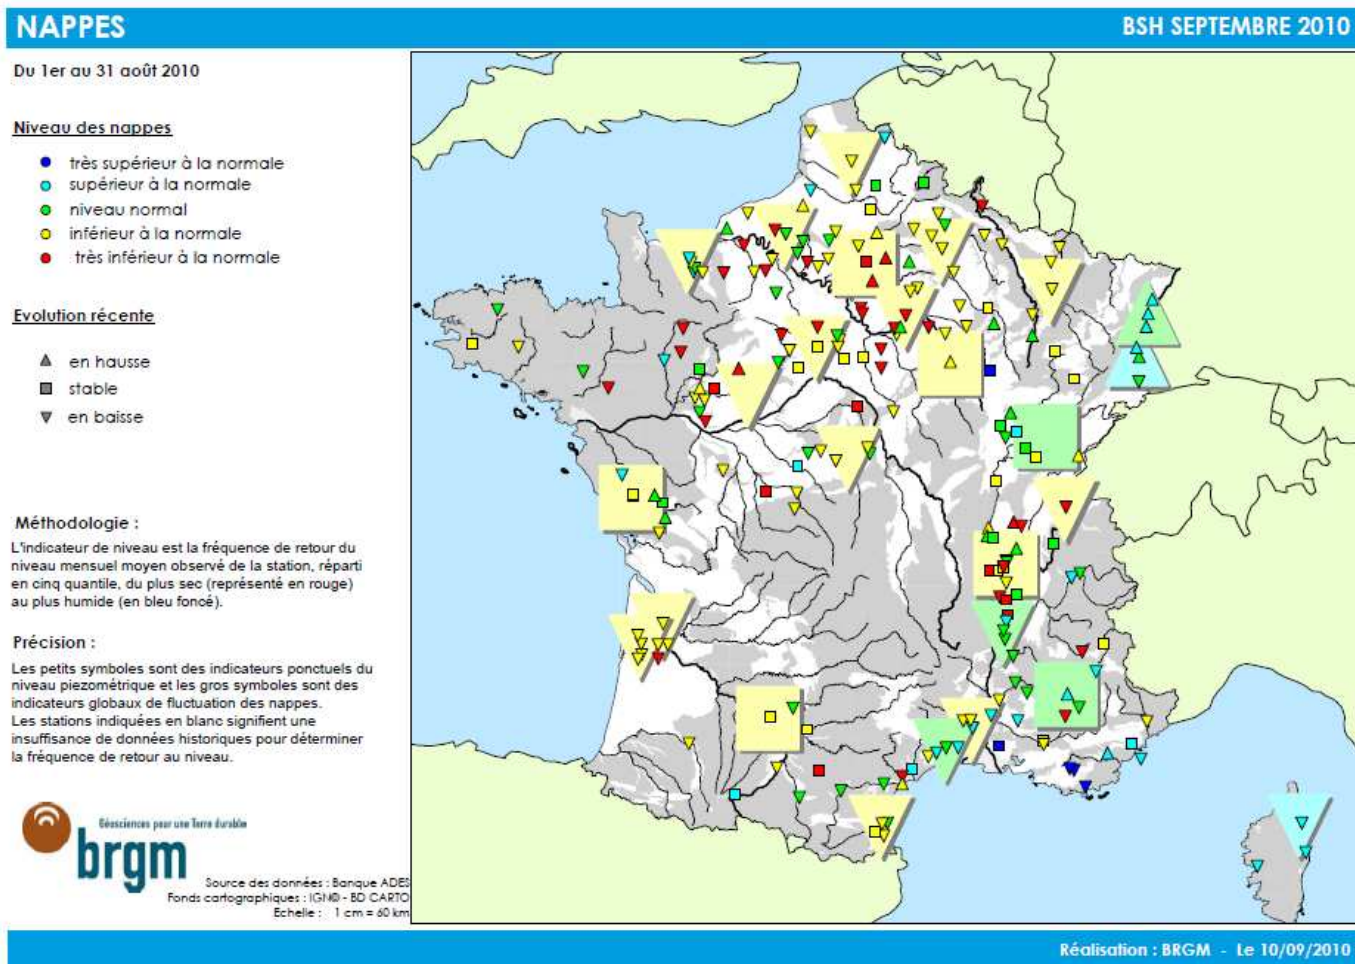 NAPPES
BSH SEPTEMBRE 2010
Du 1er au 31 août 2010
Niveau des nappes
très supérieur à la normale
supérieur à la normale
niveau normal
inférieur à la normale
très inférieur à la normale
Evolution récente
en hausse
stable
en baisse
Méthodologie :
L'indicateur de niveau est la fréquence de retour du
niveau mensuel moyen observé de la station, réparti
en cinq quantile, du plus sec (représenté en rouge)
au plus humide (en bleu foncé).
Précision :
Les petits symboles sont des indicateurs ponctuels du
niveau piezométrique et les gros symboles sont des
indicateurs globaux de fluctuation des nappes.
Les stations indiquées en blanc signifient une
insuffisance de données historiques pour déterminer
la fréquence de retour au niveau.
Géosciences pour une Terre durable
brgm
Source des données : Banque ADES
Fonds cartographiques : IGN© - BD CARTO
Echelle : 1 cm = 60 km
Réalisation : BRGM - Le 10/09/2010